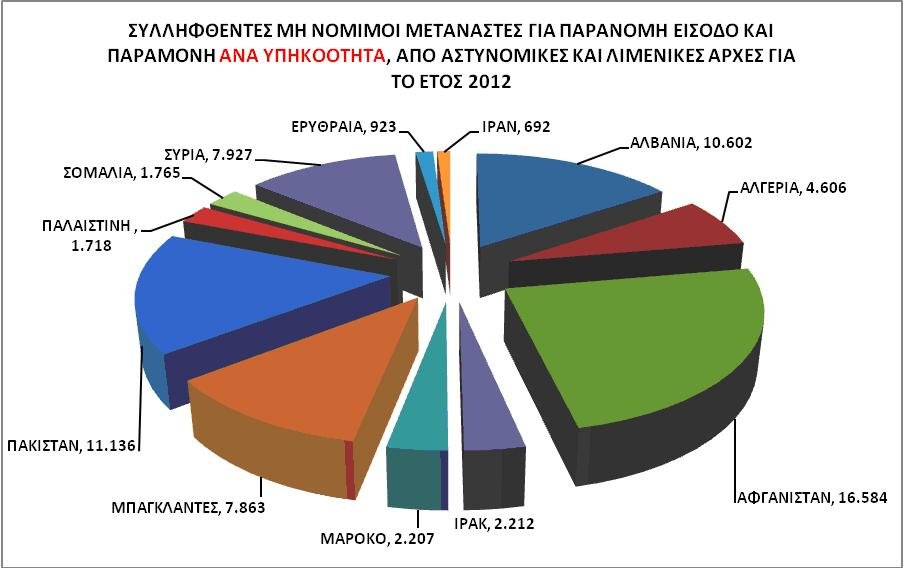 ΣΥΛΛΗΦΘΕΝΤΕΣ ΜΗ ΝΟΜΙΜΟΙ ΜΕΤΑΝΑΣΤΕΣ ΓΙΑ ΠΑΡΑΝΟΜΗ ΕΙΣΟΔΟ ΚΑΙ
ΠΑΡΑΜΟΝΗ ΑΝΑ ΥΠΗΚΟΟΤΗΤΑ, ΑΠΟ ΑΣΤΥΝΟΜΙΚΕΣ ΚΑΙ ΛΙΜΕΝΙΚΕΣ ΑΡΧΕΣ ΓΙΑ
ΤΟ ΕΤΟΣ 2012
ΕΡΥΘΡΑΙΑ, 923
ΙΡΑΝ, 692
ΑΛΒΑΝΙΑ, 10.602
ΣΥΡΙΑ, 7.927
ΣΟΜΑΛΙΑ, 1.765
ΑΛΓΕΡΙΑ, 4.606
ΠΑΛΑΙΣΤΙΝΗ ,
1.718
ΠΑΚΙΣΤΑΝ, 11.136
ΑΦΓΑΝΙΣΤΑΝ, 16.584
ΜΠΑΓΚΛΑΝΤΕΣ, 7.863
ΙΡΑΚ, 2.212
ΜΑΡΟΚΟ, 2.207